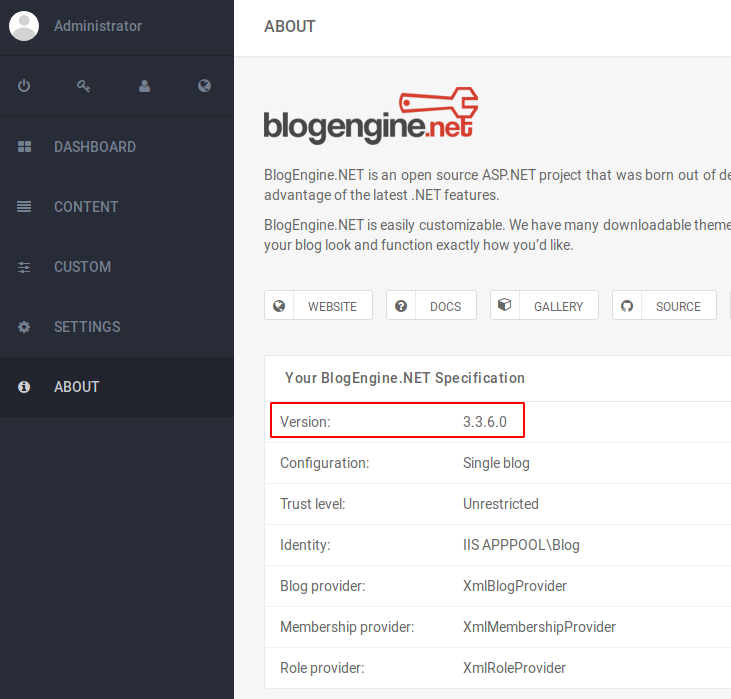 Administrator
ABOUT
DASHBOARD
CONTENT
CUSTOM
SETTINGS
ABOUT
blogengine.net
BlogEngine.NET is an open source ASP.NET project that was born out of de
advantage of the latest .NET features.
BlogEngine.NET is easily customizable. We have many downloadable theme
your blog look and function exactly how you'd like.
WEBSITE DOCS GALLERY SOURCE
Your BlogEngine.NET Specification
Version: 3.3.6.0
Configuration: Single blog
Trust level: Unrestricted
Identity: IIS APPPOOL\Blog
Blog provider: XmlBlogProvider
Membership provider: XmlMembershipProvider
Role provider: XmlRoleProvider